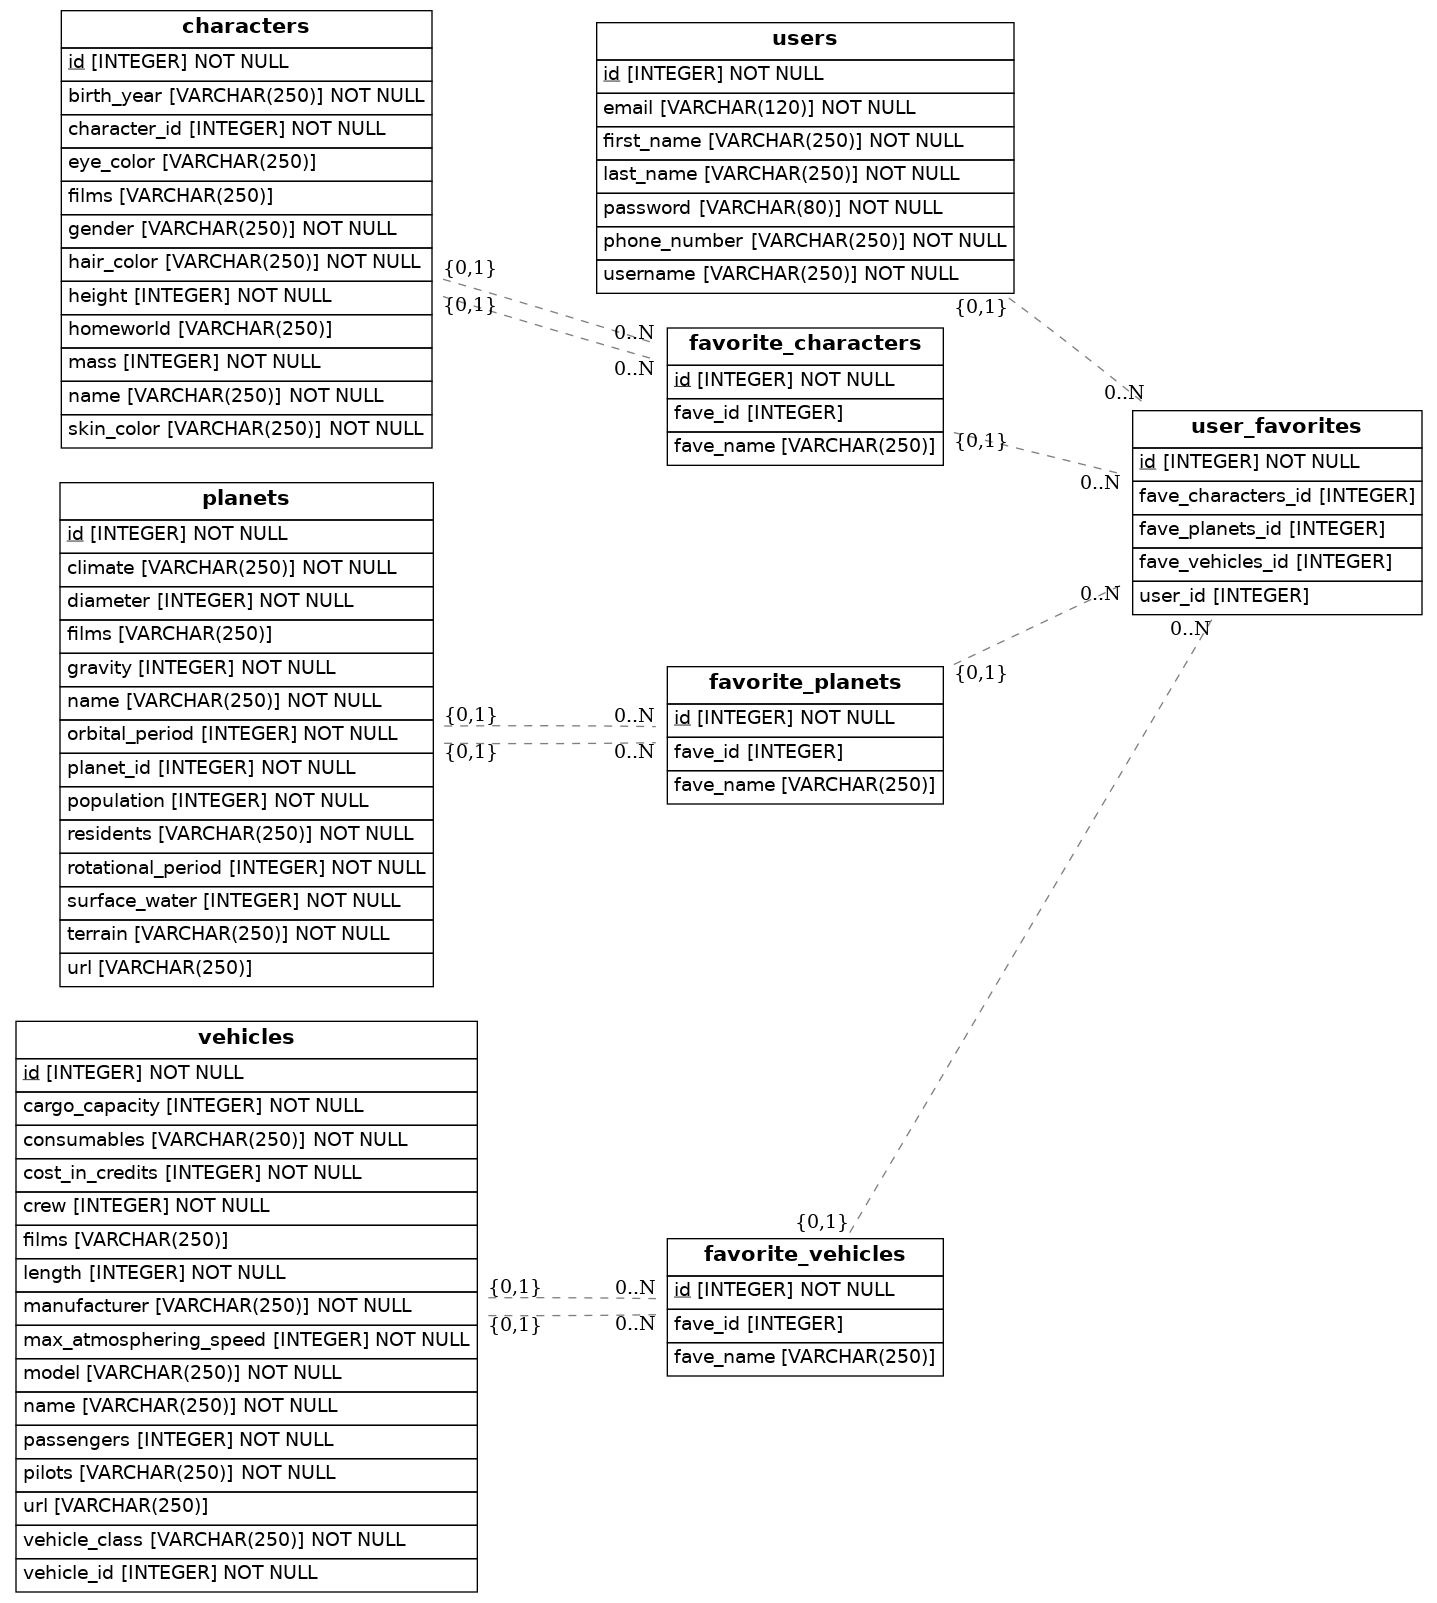 characters
id [INTEGER] NOT NULL
birth_year [VARCHAR(250)] NOT NULL
character_id [INTEGER] NOT NULL
eye_color [VARCHAR(250)]
films [VARCHAR(250)]
gender [VARCHAR(250)] NOT NULL
hair_color [VARCHAR(250)] NOT NULL
height [INTEGER] NOT NULL
homeworld [VARCHAR(250)]
mass [INTEGER] NOT NULL
name [VARCHAR(250)] NOT NULL
skin_color [VARCHAR(250)] NOT NULL
users
id [INTEGER] NOT NULL
email [VARCHAR(120)] NOT NULL
first_name [VARCHAR(250)] NOT NULL
last_name [VARCHAR(250)] NOT NULL
password [VARCHAR(80)] NOT NULL
phone_number [VARCHAR(250)] NOT NULL
username [VARCHAR(250)] NOT NULL
{0,1}
{0,1}
0..N
0..N
{0,1}
0..N
favorite_characters
id [INTEGER] NOT NULL
fave_id [INTEGER]
fave_name [VARCHAR(250)]
{0,1}
0..N
user_favorites
id [INTEGER] NOT NULL
fave_characters_id [INTEGER]
fave_planets_id [INTEGER]
fave_vehicles_id [INTEGER]
user_id [INTEGER]
0..N
0..N
planets
id [INTEGER] NOT NULL
climate [VARCHAR(250)] NOT NULL
diameter [INTEGER] NOT NULL
films [VARCHAR(250)]
gravity [INTEGER] NOT NULL
name [VARCHAR(250)] NOT NULL
orbital_period [INTEGER] NOT NULL
planet_id [INTEGER] NOT NULL
population [INTEGER] NOT NULL
residents [VARCHAR(250)] NOT NULL
rotational_period [INTEGER] NOT NULL
surface_water [INTEGER] NOT NULL
terrain [VARCHAR(250)] NOT NULL
url [VARCHAR(250)]
{0,1}
{0,1}
0..N
0..N
{0,1}
favorite_planets
id [INTEGER] NOT NULL
fave_id [INTEGER]
fave_name [VARCHAR(250)]
vehicles
id [INTEGER] NOT NULL
cargo_capacity [INTEGER] NOT NULL
consumables [VARCHAR(250)] NOT NULL
cost_in_credits [INTEGER] NOT NULL
crew [INTEGER] NOT NULL
films [VARCHAR(250)]
length [INTEGER] NOT NULL
manufacturer [VARCHAR(250)] NOT NULL
max_atmosphering_speed [INTEGER] NOT NULL
model [VARCHAR(250)] NOT NULL
name [VARCHAR(250)] NOT NULL
passengers [INTEGER] NOT NULL
pilots [VARCHAR(250)] NOT NULL
url [VARCHAR(250)]
vehicle_class [VARCHAR(250)] NOT NULL
vehicle_id [INTEGER] NOT NULL
{0,1}
{0,1}
0..N
0..N
{0,1}
favorite_vehicles
id [INTEGER] NOT NULL
fave_id [INTEGER]
fave_name [VARCHAR(250)]